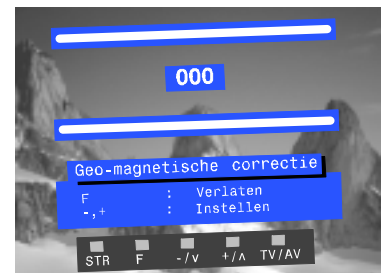 000
Geo-magnetische correctie
F : Verlaten
-,+ : Instellen
STR F -/v +/ʌ TV/AV